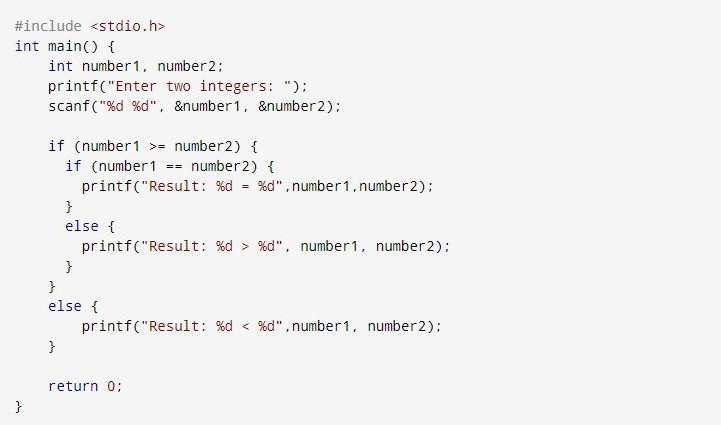 #include <stdio.h>
int main() {
    int number1, number2;
    printf("Enter two integers: ");
    scanf("%d %d", &number1, &number2);

    if (number1 >= number2) {
      if (number1 == number2) {
        printf("Result: %d = %d",number1,number2);
      }
      else {
        printf("Result: %d > %d", number1, number2);
      }
    }
    else {
        printf("Result: %d < %d",number1, number2);
    }

    return 0;
}